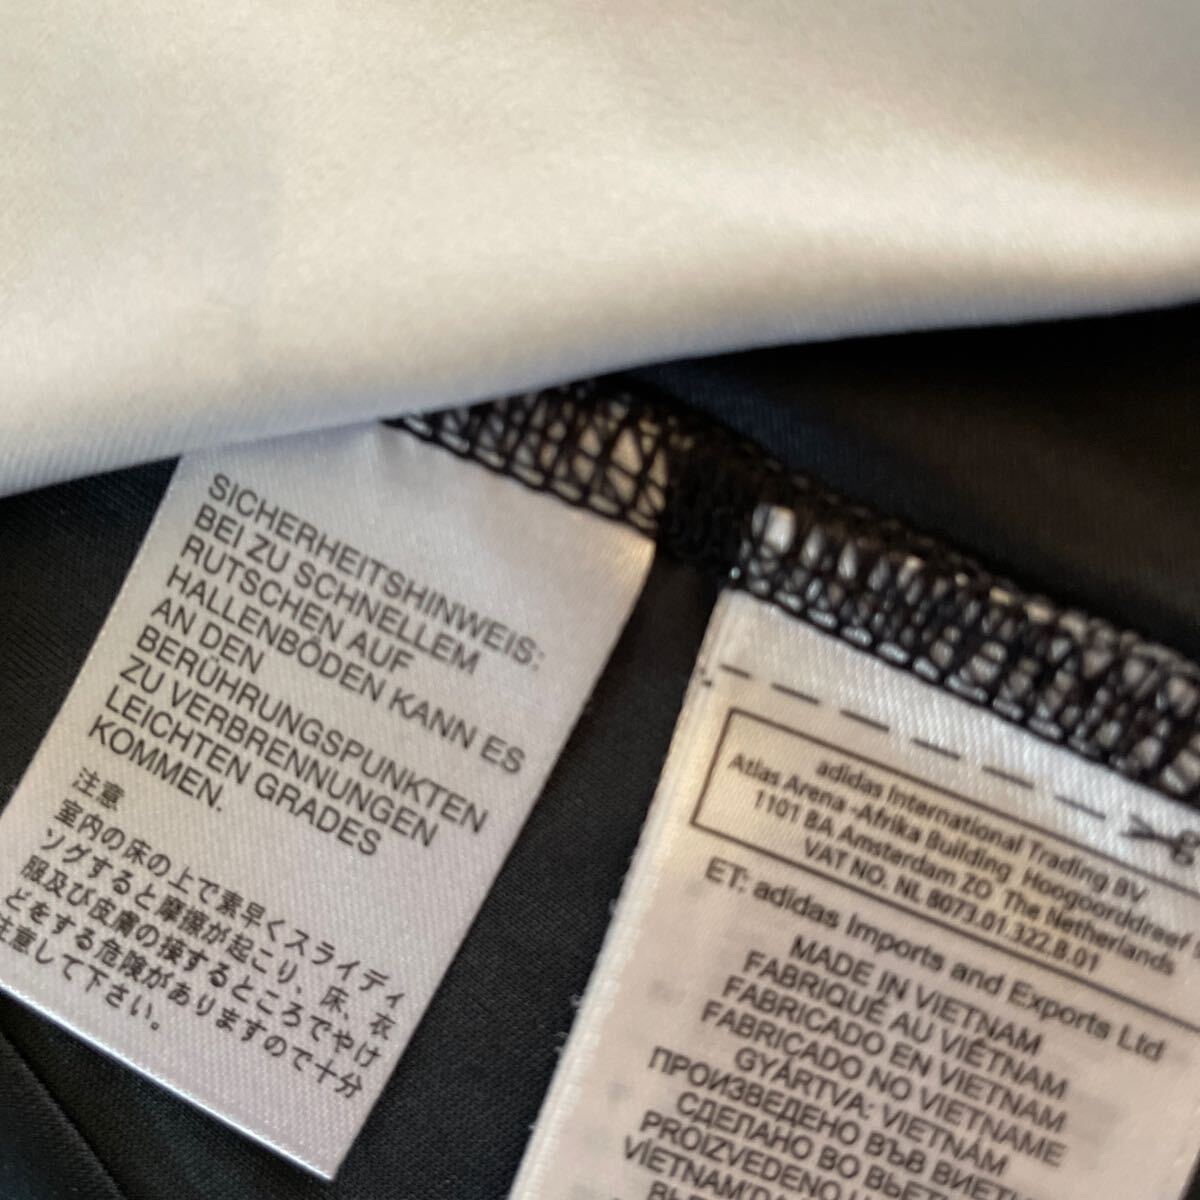 SICHERHEITSHINWEIS:
BEI ZU SCHNELLEM
RUTSCHEN AUF
HALLENBÖDEN KANN ES
AN DEN
BERÜHRUNGSPUNKTEN
ZU VERBRENNUNGEN
LEICHTEN GRADES
KOMMEN.
注意
室内の床の上で素早くスライディ
ングすると摩擦が起こり、床、衣
服及び皮膚の接するところでやけ
どをする危険がありますので十分
注意して下さい。
adidas International Trading BV
Atlas Arena -Afrika Building Hoogoorddreef
1101 BA Amsterdam ZO The Netherlands
VAT NO. NL 8073.01.322.B.01
ET: adidas Imports and Exports Ltd
MADE IN VIETNAM
FABRIQUÉ AU VIÊTNAM
FABRICADO EN VIETNAM
FABRICADO NO VIETNAME
GYÁRTVA: VIETNÁM
ПРОИЗВЕДЕНО ВЪВ
СДЕЛАНО ВО
PROIZVEDENO
VIETNAM'DA